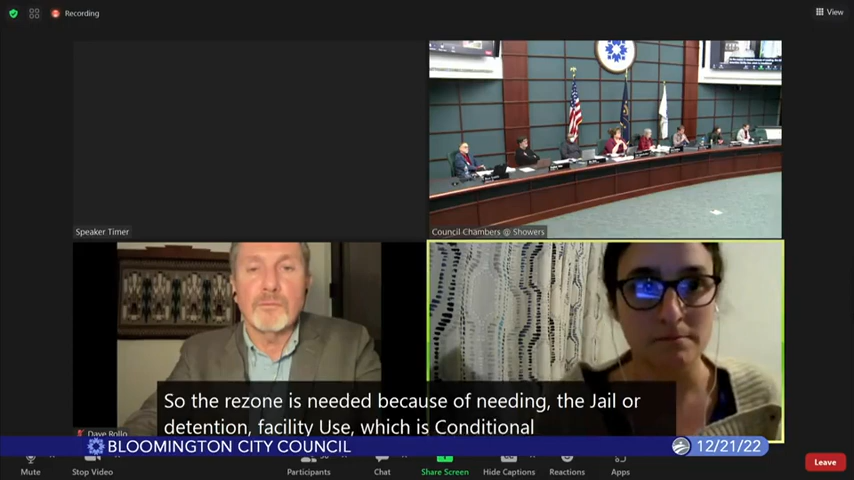 Recording
View
Speaker Timer
Council Chambers @ Showers
So the rezone is needed because of needing, the Jail or
detention, facility Use, which is Conditional
Dave Rollo
BLOOMINGTON CITY COUNCIL
12/21/22
Mute
Stop Video
Participants
Chat
Share Screen
Hide Captions
Reactions
Apps
Leave